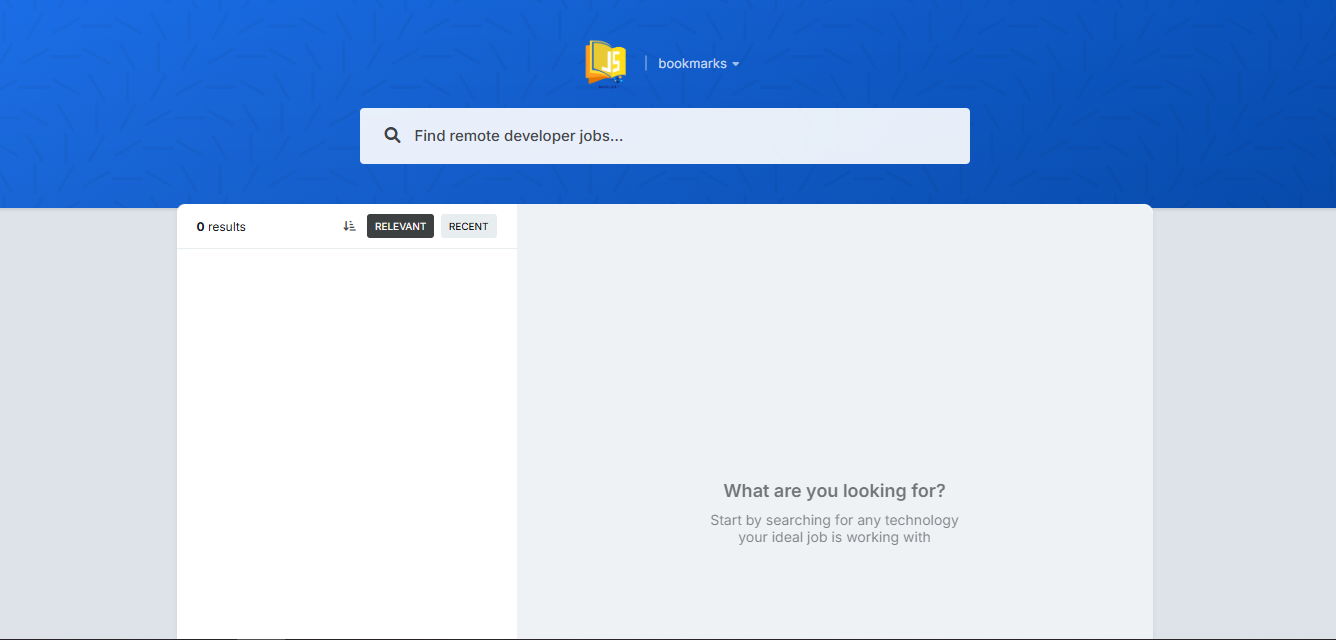 JS
bookmarks
Find remote developer jobs...
0 results
RELEVANT
RECENT
What are you looking for?
Start by searching for any technology
your ideal job is working with